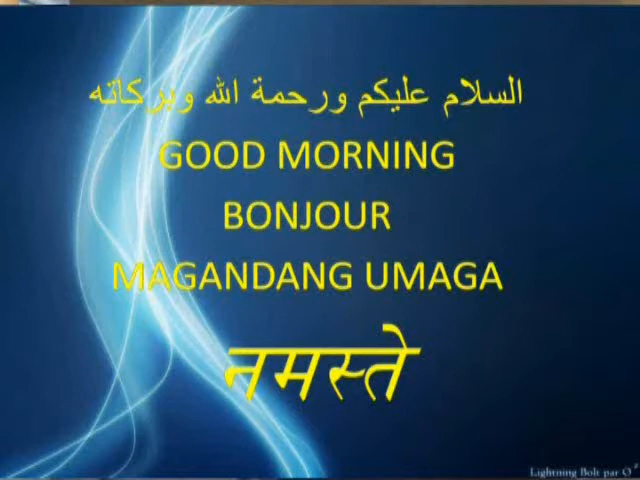 السلام عليكم ورحمة الله وبركاته
GOOD MORNING
BONJOUR
MAGANDANG UMAGA
नमस्ते
Lightning Bolt par O